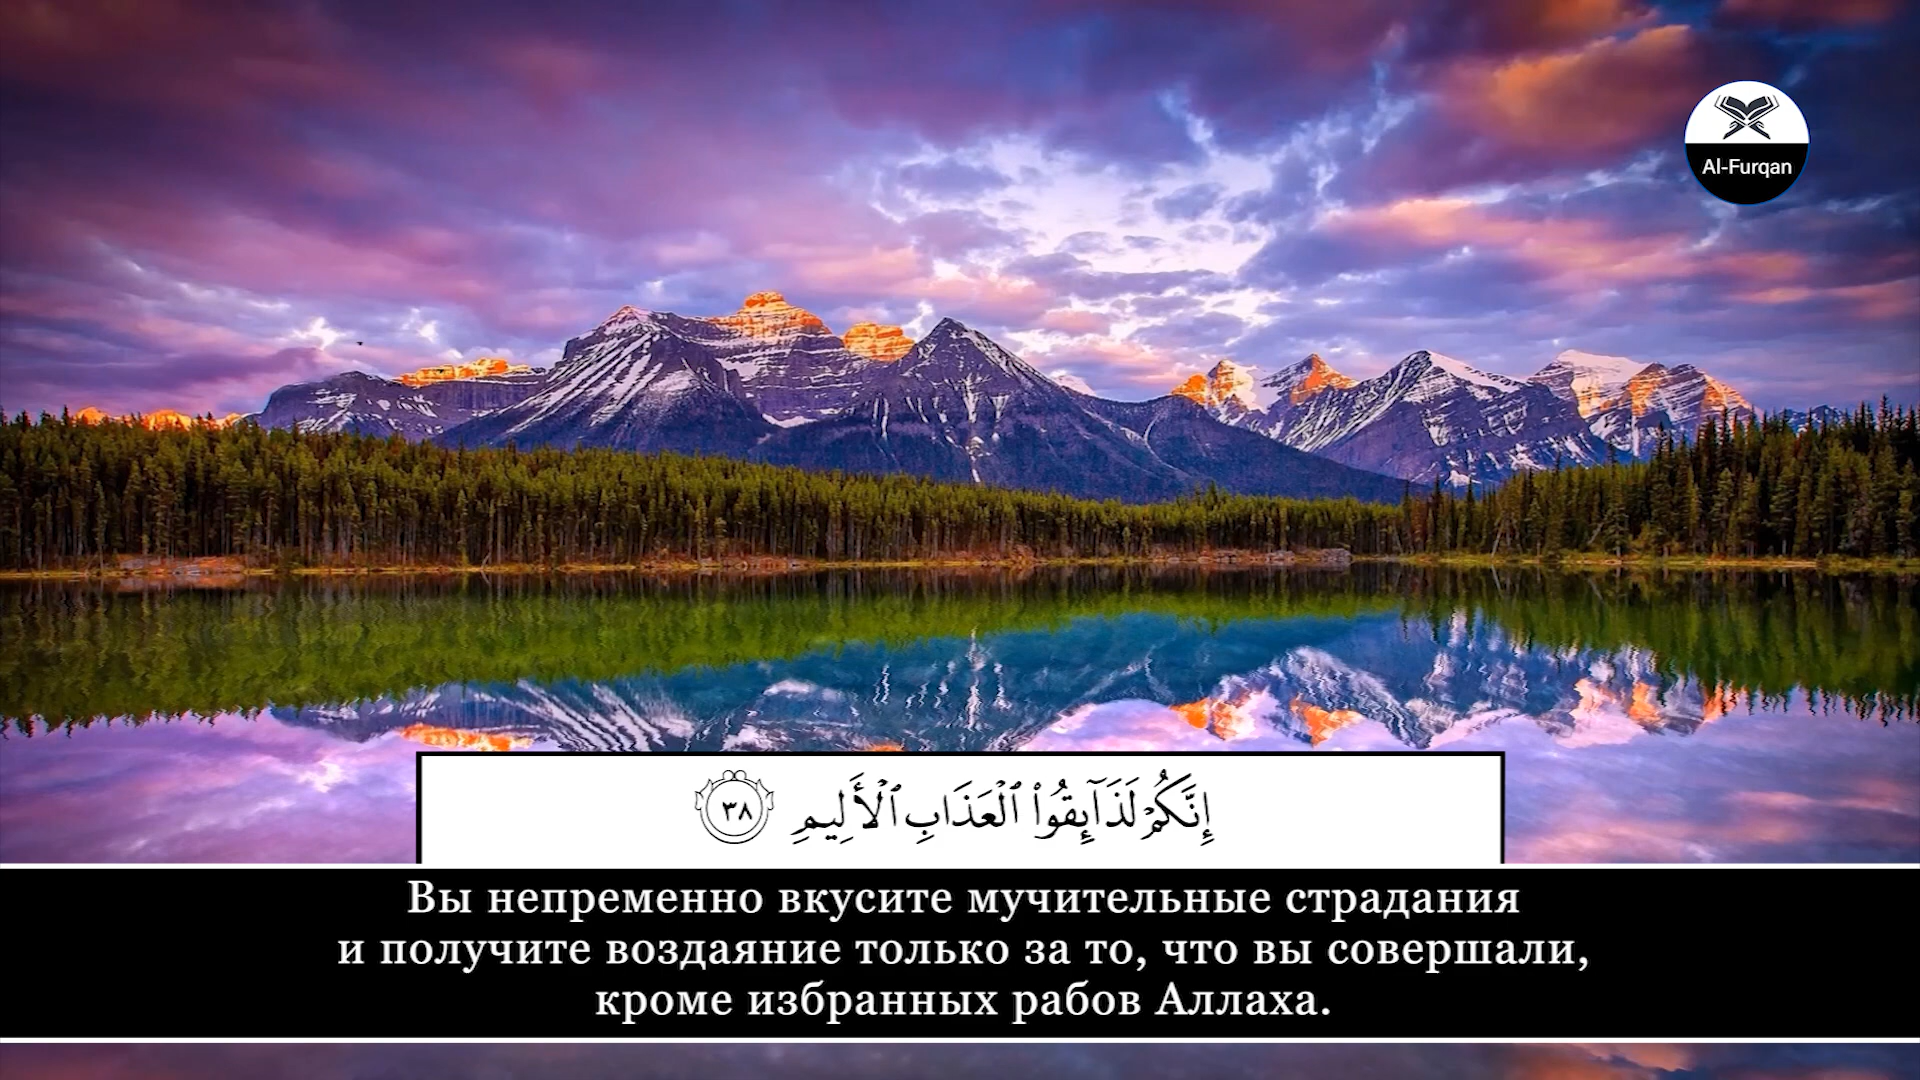 Al-Furqan
إِنَّكُمْ لَذَآئِقُوا۟ ٱلْعَذَابِ ٱلْأَلِيمِ ٣٨
Вы непременно вкусите мучительные страдания
и получите воздаяние только за то, что вы совершали,
кроме избранных рабов Аллаха.